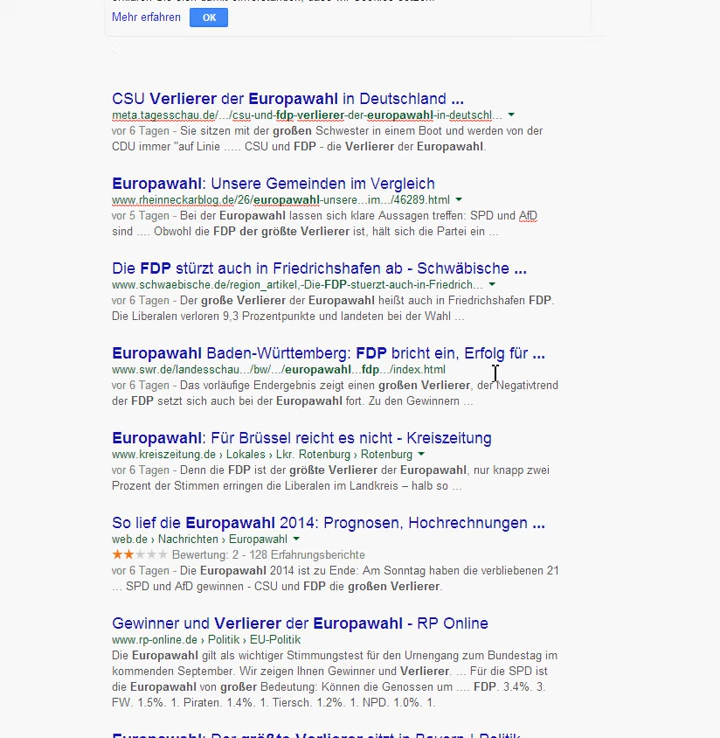 Mehr erfahren OK
CSU Verlierer der Europawahl in Deutschland ...
meta.tagesschau.de/.../csu-und-fdp-verlierer-der-europawahl-in-deutschl...
vor 6 Tagen - Sie sitzen mit der großen Schwester in einem Boot und werden von der
CDU immer "auf Linie ..... CSU und FDP - die Verlierer der Europawahl.
Europawahl: Unsere Gemeinden im Vergleich
www.rheinneckarblog.de/26/europawahl-unsere...im.../46289.html
vor 5 Tagen - Bei der Europawahl lassen sich klare Aussagen treffen: SPD und AfD
sind .... Obwohl die FDP der größte Verlierer ist, hält sich die Partei ein ...
Die FDP stürzt auch in Friedrichshafen ab - Schwäbische ...
www.schwaebische.de/region_artikel,-Die-FDP-stuerzt-auch-in-Friedrich...
vor 6 Tagen - Der große Verlierer der Europawahl heißt auch in Friedrichshafen FDP.
Die Liberalen verloren 9,3 Prozentpunkte und landeten bei der Wahl ...
Europawahl Baden-Württemberg: FDP bricht ein, Erfolg für ...
www.swr.de/landesschau.../bw/.../europawahl...fdp.../index.html
vor 6 Tagen - Das vorläufige Endergebnis zeigt einen großen Verlierer, der Negativtrend
der FDP setzt sich auch bei der Europawahl fort. Zu den Gewinnern ...
Europawahl: Für Brüssel reicht es nicht - Kreiszeitung
www.kreiszeitung.de › Lokales › Lkr. Rotenburg › Rotenburg
vor 6 Tagen - Denn die FDP ist der größte Verlierer der Europawahl, nur knapp zwei
Prozent der Stimmen erringen die Liberalen im Landkreis – halb so ...
So lief die Europawahl 2014: Prognosen, Hochrechnungen ...
web.de › Nachrichten › Europawahl
Bewertung: 2 - 128 Erfahrungsberichte
vor 6 Tagen - Die Europawahl 2014 ist zu Ende: Am Sonntag haben die verbliebenen 21
... SPD und AfD gewinnen - CSU und FDP die großen Verlierer.
Gewinner und Verlierer der Europawahl - RP Online
www.rp-online.de › Politik › EU-Politik
Die Europawahl gilt als wichtiger Stimmungstest für den Urnengang zum Bundestag im
kommenden September. Wir zeigen Ihnen Gewinner und Verlierer. ... Für die SPD ist
die Europawahl von großer Bedeutung: Können die Genossen um .... FDP. 3.4%. 3.
FW. 1.5%. 1. Piraten. 1.4%. 1. Tiersch. 1.2%. 1. NPD. 1.0%. 1.
Europawahl: Der größte Verlierer sitzt in Bayern | Politik